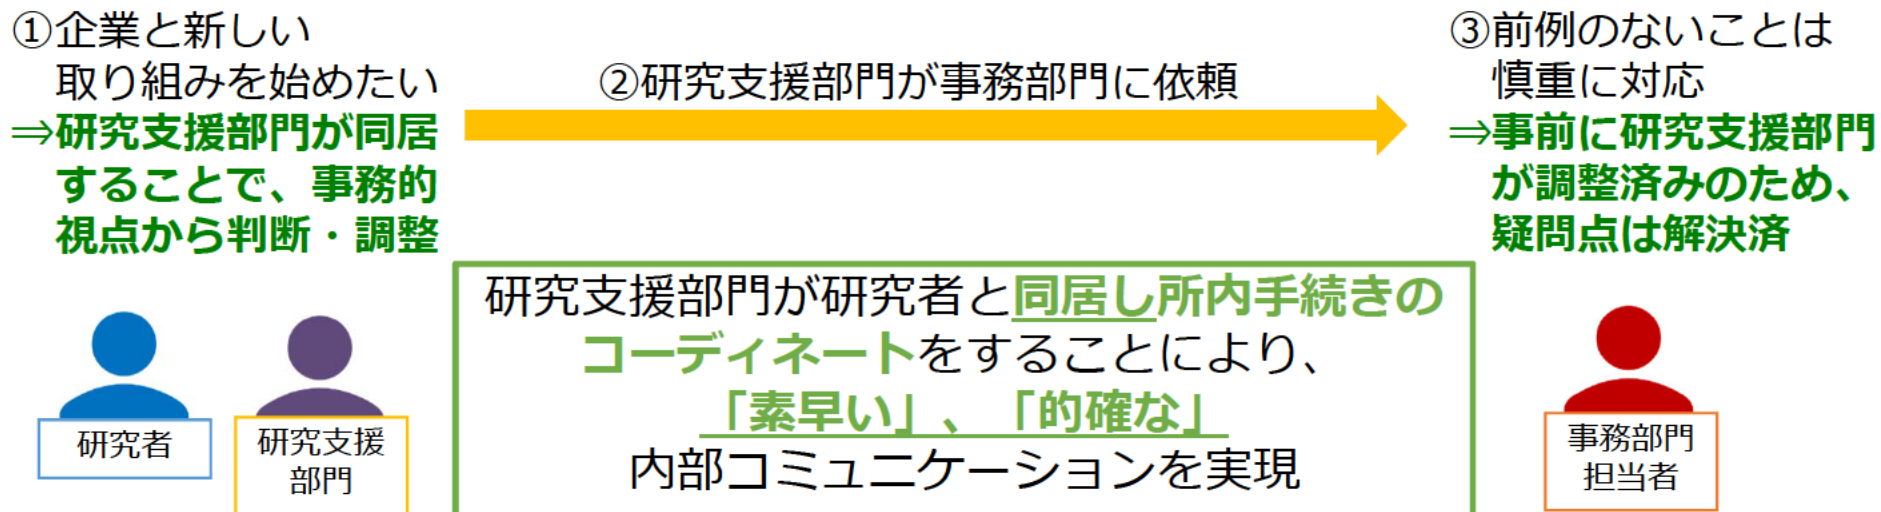 ①企業と新しい
取り組みを始めたい
⇒研究支援部門が同居
することで、事務的
視点から判断・調整
②研究支援部門が事務部門に依頼
③前例のないことは
慎重に対応
⇒事前に研究支援部門
が調整済みのため、
疑問点は解決済
研究支援部門が研究者と同居し所内手続きの
コーディネートをすることにより、
「素早い」、「的確な」
内部コミュニケーションを実現
研究者
研究支援
部門
事務部門
担当者